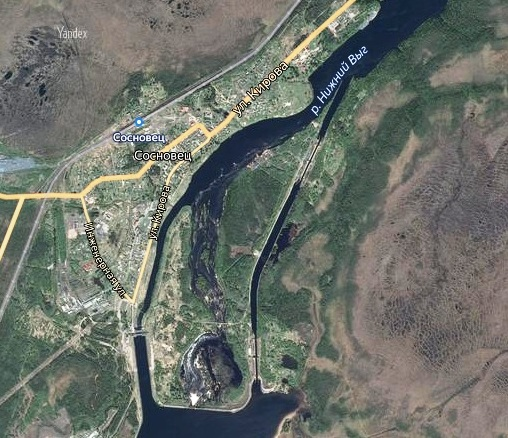 Yandex
ул. Кирова
р. Нижний Выг
Сосновец
Сосновец
ул. Кирова
Инженерная ул.